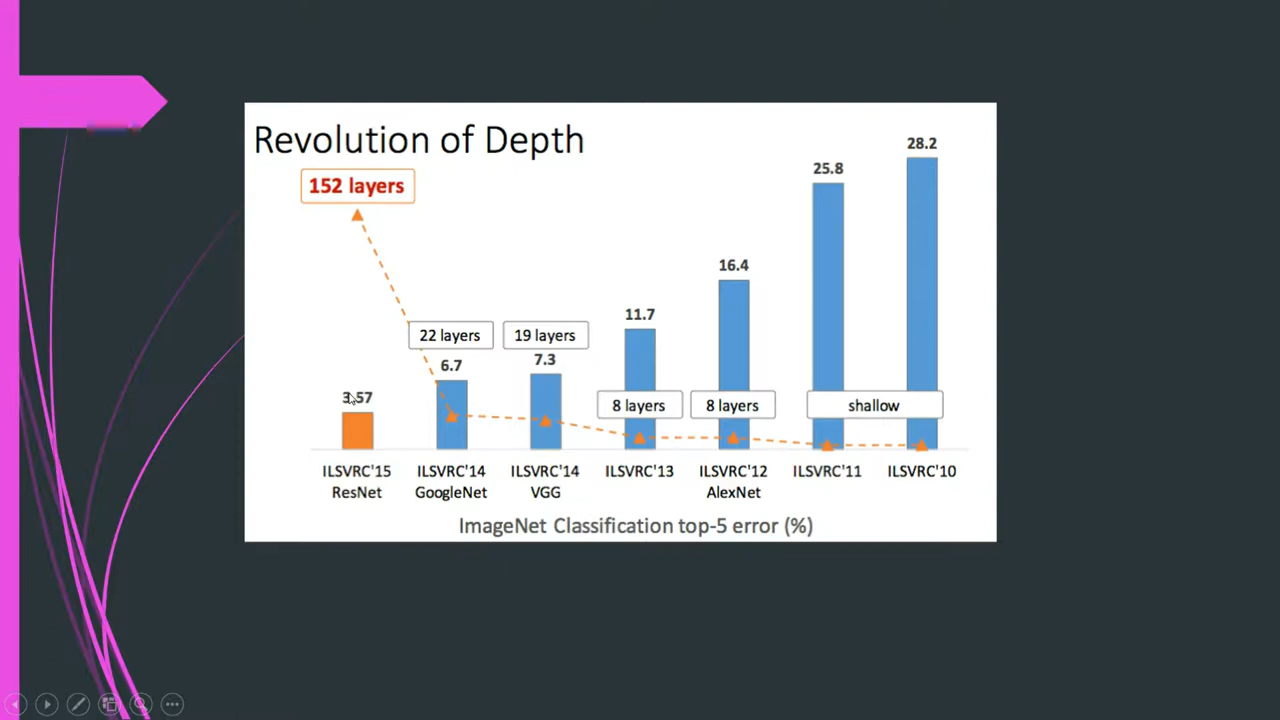 Revolution of Depth
152 layers
28.2
25.8
16.4
11.7
22 layers
19 layers
6.7
7.3
3.57
8 layers
8 layers
shallow
ILSVRC'15
ResNet
ILSVRC'14
GoogleNet
ILSVRC'14
VGG
ILSVRC'13
ILSVRC'12
AlexNet
ILSVRC'11
ILSVRC'10
ImageNet Classification top-5 error (%)